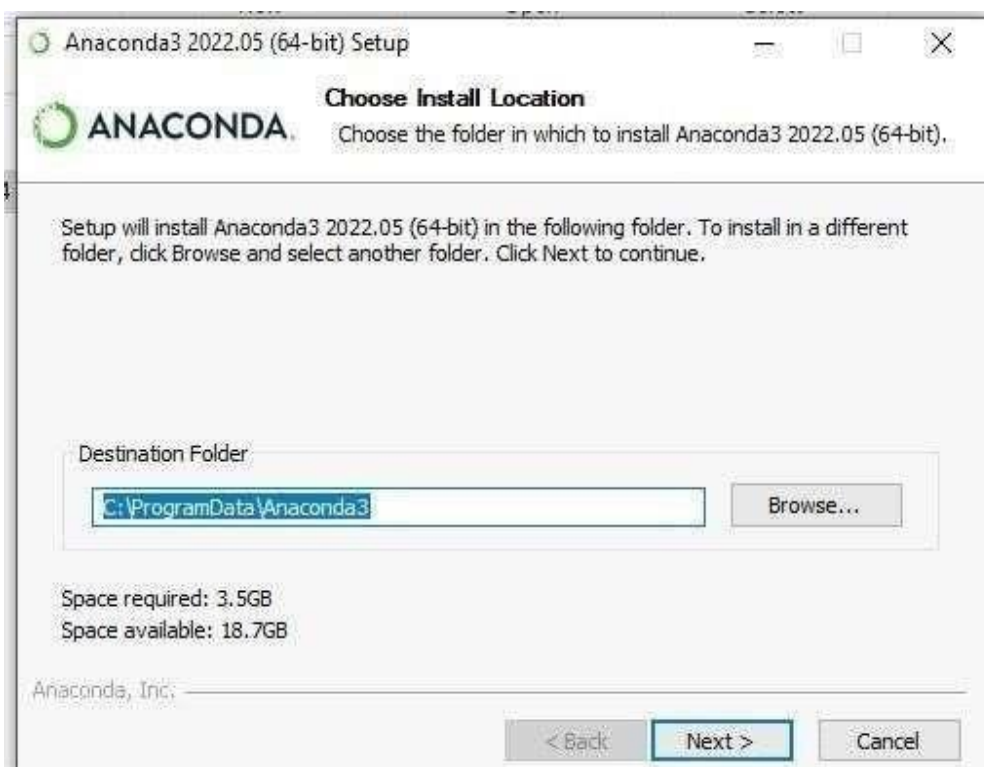 Anaconda3 2022.05 (64-bit) Setup
ANACONDA.
Choose Install Location
Choose the folder in which to install Anaconda3 2022.05 (64-bit).
4
Setup will install Anaconda3 2022.05 (64-bit) in the following folder. To install in a different
folder, click Browse and select another folder. Click Next to continue.
Destination Folder
C:\ProgramData\Anaconda3
Browse...
Space required: 3.5GB
Space available: 18.7GB
Anaconda, Inc.
< Back
Next >
Cancel